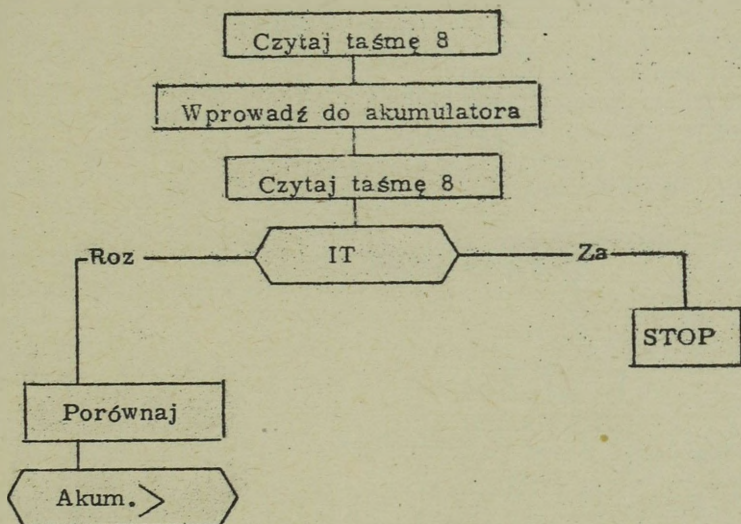 Czytaj taśmę 8
Wprowadź do akumulatora
Czytaj taśmę 8
Roz
IT
Za
STOP
Porównaj
Akum. >